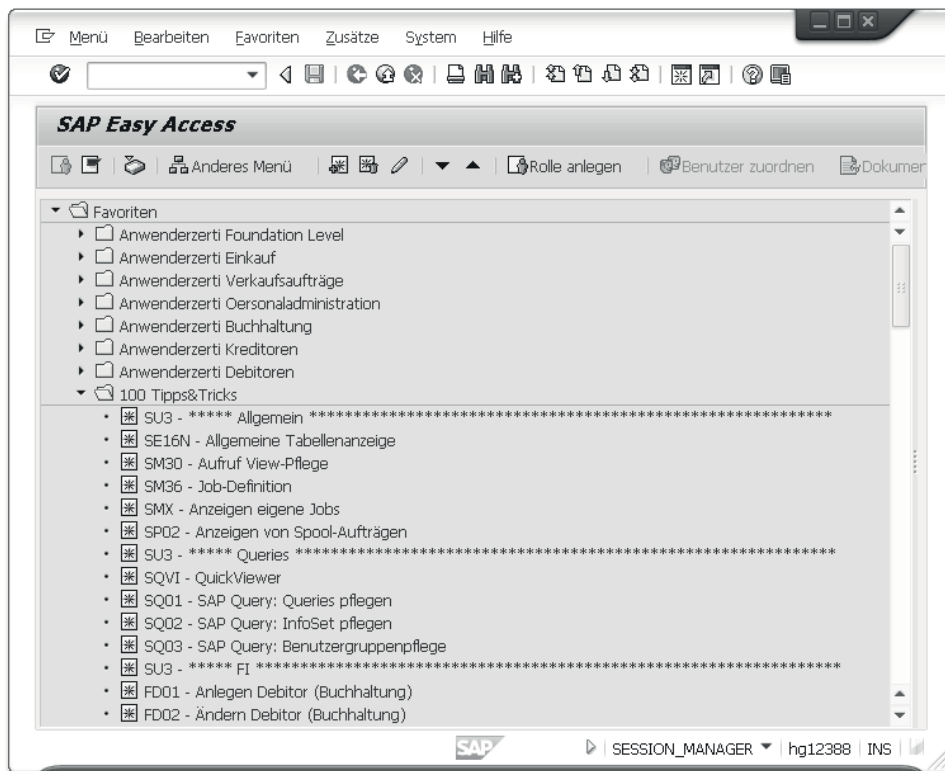 Menü Bearbeiten Favoriten Zusätze System Hilfe
SAP Easy Access
Anderes Menü Rolle anlegen Benutzer zuordnen Dokumen
Favoriten
Anwenderzerti Foundation Level
Anwenderzerti Einkauf
Anwenderzerti Verkaufsaufträge
Anwenderzerti Oersonaladministration
Anwenderzerti Buchhaltung
Anwenderzerti Kreditoren
Anwenderzerti Debitoren
100 Tipps&Tricks
SU3 - ***** Allgemein ***********************************************************
SE16N - Allgemeine Tabellenanzeige
SM30 - Aufruf View-Pflege
SM36 - Job-Definition
SMX - Anzeigen eigene Jobs
SP02 - Anzeigen von Spool-Aufträgen
SU3 - ***** Queries *************************************************************
SQVI - QuickViewer
SQ01 - SAP Query: Queries pflegen
SQ02 - SAP Query: InfoSet pflegen
SQ03 - SAP Query: Benutzergruppenpflege
SU3 - ***** FI ******************************************************************
FD01 - Anlegen Debitor (Buchhaltung)
FD02 - Ändern Debitor (Buchhaltung)
SAP SESSION_MANAGER hg12388 INS